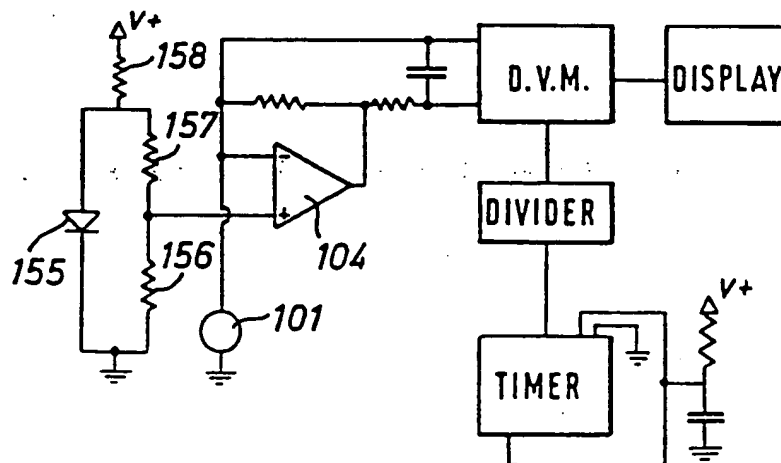 V+
158
157
155
156
101
-
+
104
D.V.M.
DISPLAY
DIVIDER
TIMER
V+